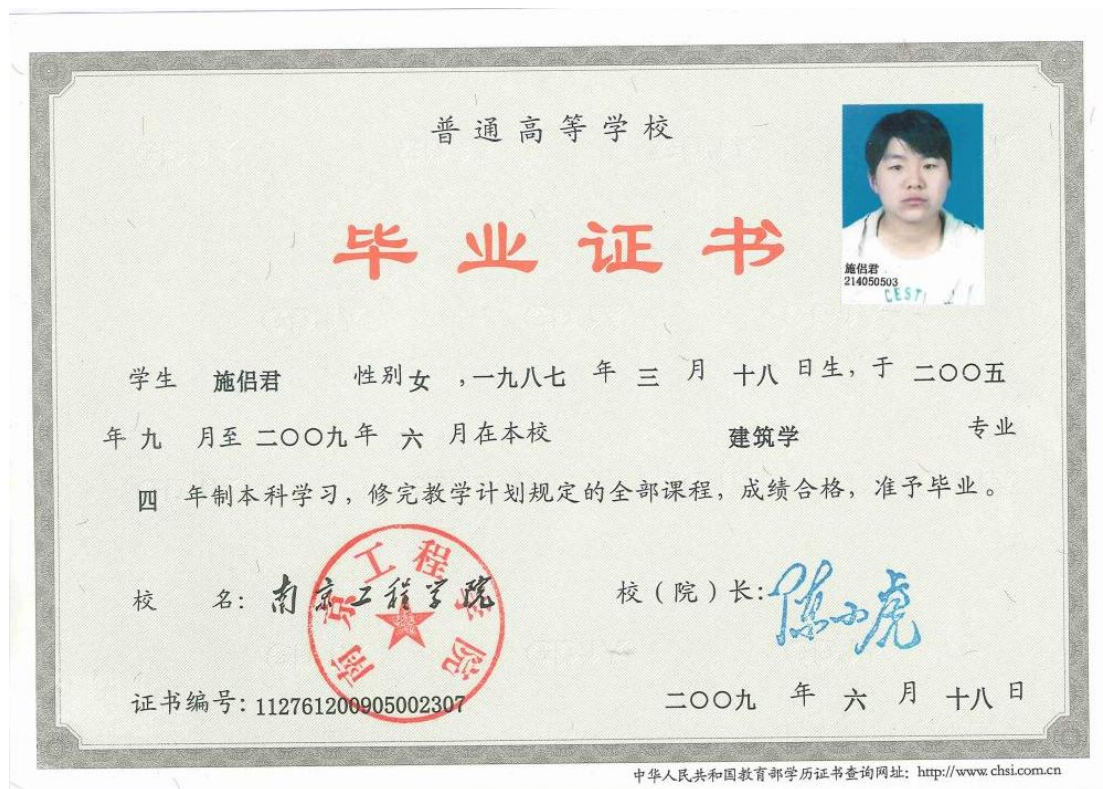 普通高等学校
毕业证书
施侣君
214050503
CEST
学生 施侣君 性别女，一九八七 年 三 月 十八 日生，于 二〇〇五
年 九 月至 二〇〇九年 六 月在本校 建筑学 专业
四 年制本科学习，修完教学计划规定的全部课程，成绩合格，准予毕业。
校 名：南京工程学院
南京工程学院
校（院）长：陈小虎
证书编号：112761200905002307
二〇〇九 年 六 月 十八 日
中华人民共和国教育部学历证书查询网址：http://www.chsi.com.cn